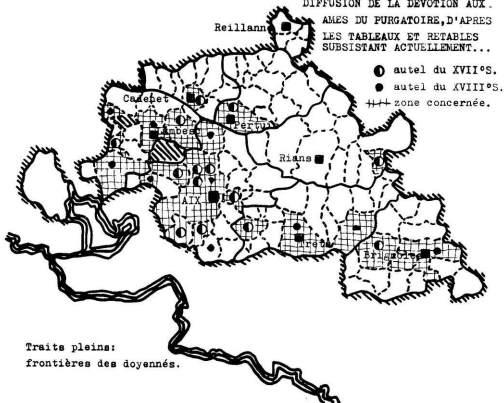 DIFFUSION DE LA DEVOTION AUX.
AMES DU PURGATOIRE, D'APRES
LES TABLEAUX ET RETABLES
SUBSISTANT ACTUELLEMENT...
autel du XVII°S.
autel du XVIII°S.
zone concernée.
Reillann
Cadenet
Pertu
Rians
AIX
Brignoles
Traits pleins:
frontières des doyennés.